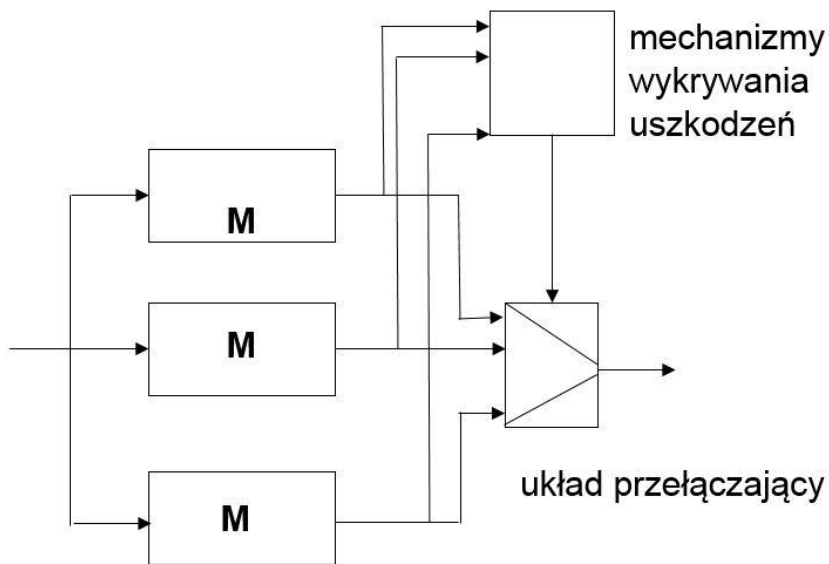 mechanizmy
wykrywania
uszkodzeń
M
M
M
układ przełączający